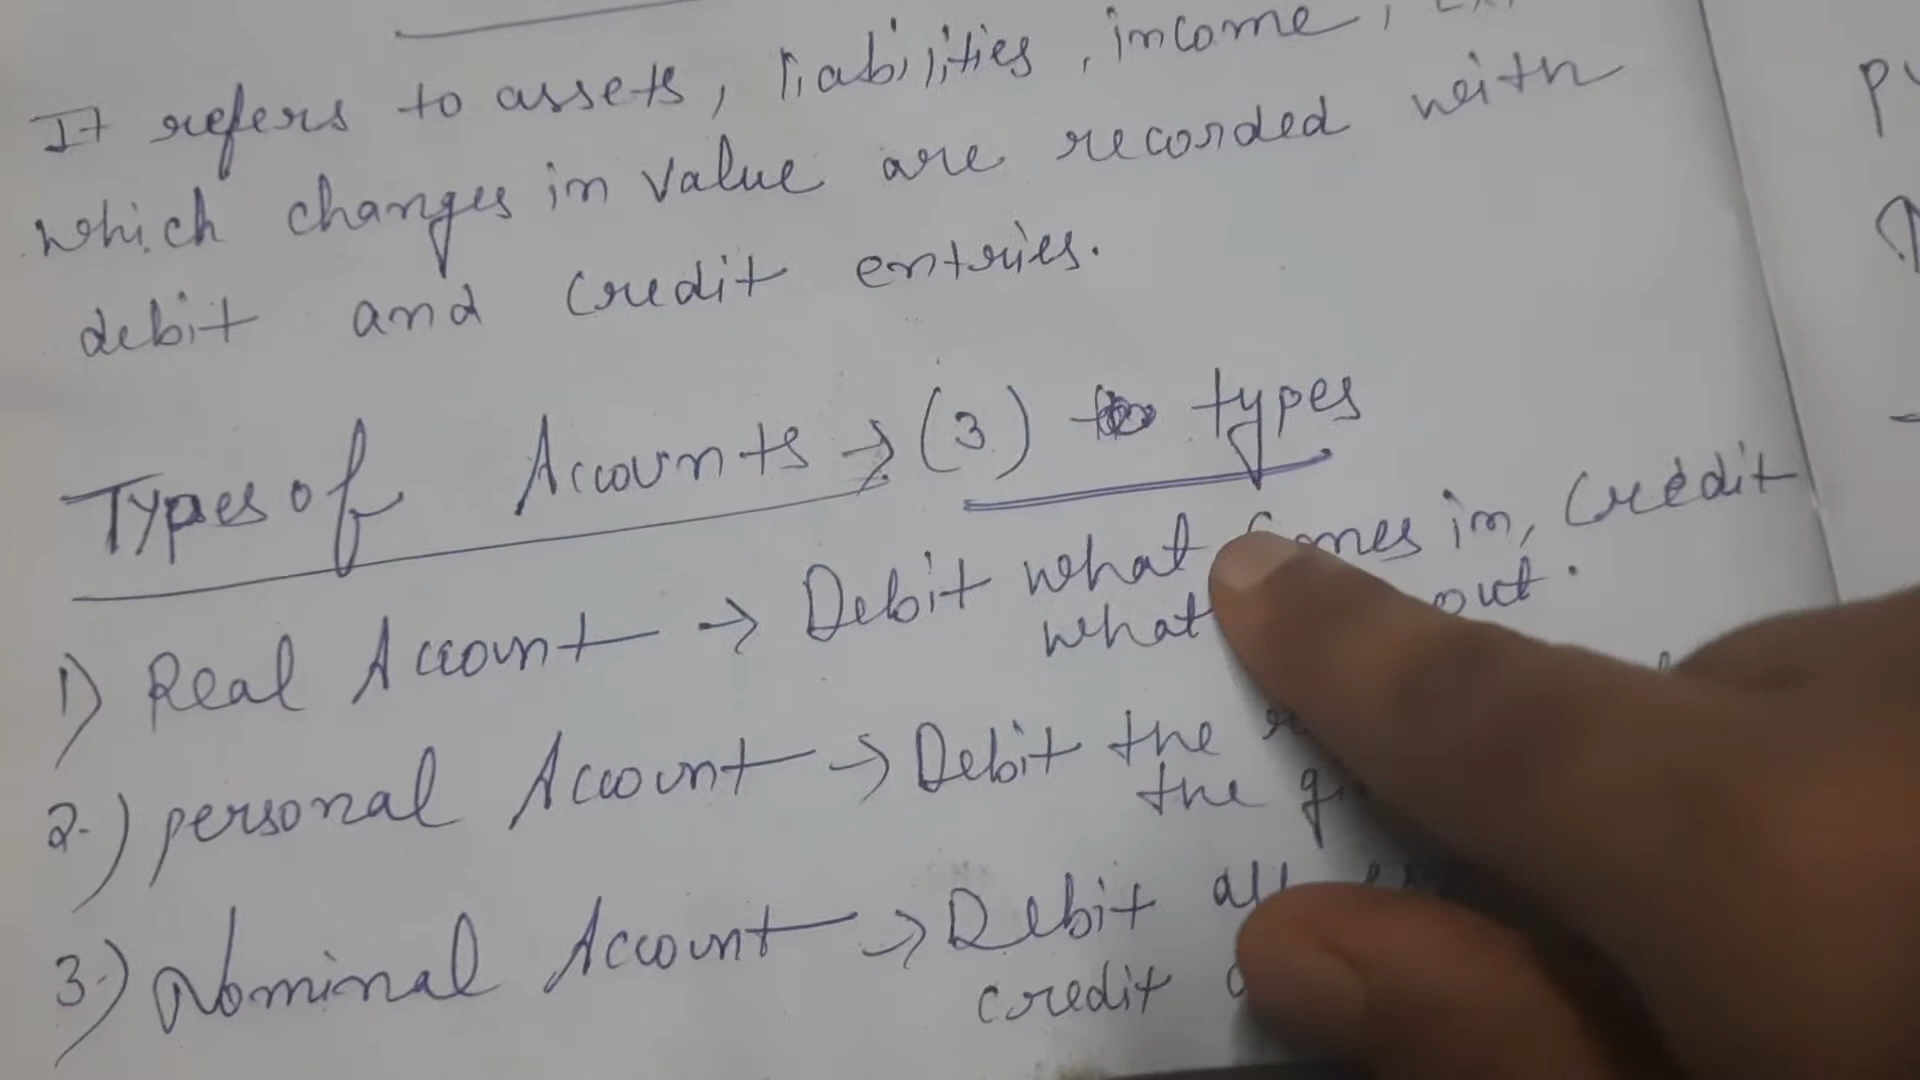 It refers to assets, liabilities, income,
which changes in value are recorded with
debit and credit entries.
Types of Accounts → (3) types
1) Real Account → Debit what comes in, Credit
what out.
2.) personal Account → Debit the
the
3.) Nominal Account → Debit all
credit